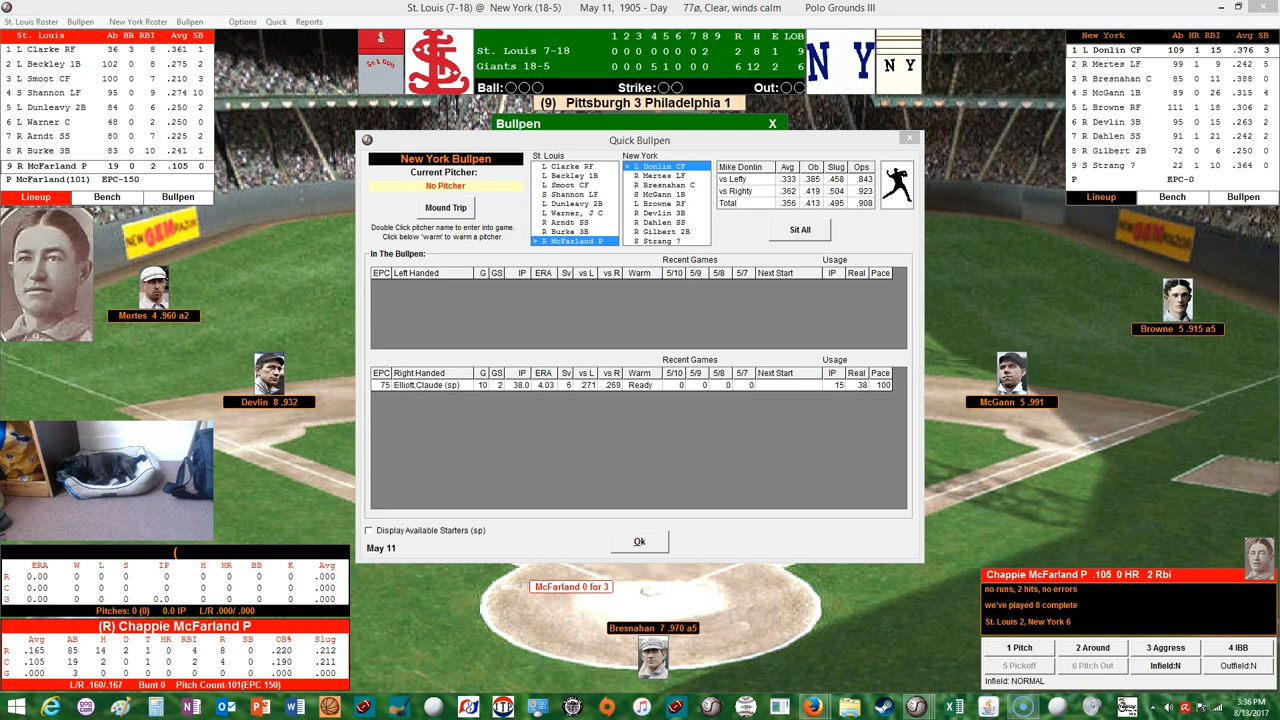 St. Louis (7-18) @ New York (18-5) May 11, 1905 - Day 77ø, Clear, winds calm Polo Grounds III
St. Louis Roster Bullpen New York Roster Bullpen Options Quick Reports
St. Louis Ab HR RBI Avg SB
1 L Clarke RF 36 3 8 .361 1
2 L Beckley 1B 102 0 8 .275 2
3 L Smoot CF 100 0 7 .210 3
4 S Shannon LF 95 0 9 .274 10
5 L Dunleavy 2B 84 0 6 .250 2
6 L Warner C 48 0 2 .250 0
7 R Arndt SS 80 0 7 .225 2
8 R Burke 3B 83 0 10 .241 1
9 R McFarland P 19 0 2 .105 0
P McFarland(101) EPC-150
Lineup Bench Bullpen
1 2 3 4 5 6 7 8 9 R H E LOB
St. Louis 7-18 0 0 0 0 0 0 0 2 2 8 1 9
Giants 18-5 0 0 0 5 1 0 0 0 6 12 2 6
Ball: Strike: Out:
(9) Pittsburgh 3 Philadelphia 1
Bullpen X
N Y
N Y
New York Ab HR RBI Avg SB
1 L Donlin CF 109 1 15 .376 3
2 R Mertes LF 99 1 9 .242 5
3 R Bresnahan C 85 0 11 .388 0
4 S McGann 1B 89 0 26 .315 4
5 L Browne RF 111 1 18 .306 2
6 R Devlin 3B 95 0 15 .263 2
7 R Dahlen SS 91 1 21 .242 2
8 R Gilbert 2B 72 0 6 .250 0
9 S Strang ? 22 1 10 .364 0
P EPC-0
Lineup Bench Bullpen
Quick Bullpen
New York Bullpen
Current Pitcher:
No Pitcher
Mound Trip
Double Click pitcher name to enter into game.
Click below 'warm' to warm a pitcher.
St. Louis
L Clarke RF
L Beckley 1B
L Smoot CF
S Shannon LF
L Dunleavy 2B
L Warner, J C
R Arndt SS
R Burke 3B
> R McFarland P
New York
> L Donlin CF
R Mertes LF
R Bresnahan C
S McGann 1B
L Browne RF
R Devlin 3B
R Dahlen SS
R Gilbert 2B
S Strang ?
Mike Donlin Avg Ob Slug Ops
vs Lefty .333 .385 .458 .843
vs Righty .362 .419 .504 .923
Total .356 .413 .495 .908
Sit All
In The Bullpen:
Recent Games Usage
EPC Left Handed G GS IP ERA Sv vs L vs R Warm 5/10 5/9 5/8 5/7 Next Start IP Real Pace
Recent Games Usage
EPC Right Handed G GS IP ERA Sv vs L vs R Warm 5/10 5/9 5/8 5/7 Next Start IP Real Pace
75 Elliott,Claude (sp) 10 2 38.0 4.03 6 .271 .269 Ready 0 0 0 0 15 38 100
Display Available Starters (sp)
May 11
Ok
Mertes 4 .960 a2
Devlin 8 .932
Browne 5 .915 a5
McGann 5 .991
McFarland 0 for 3
Bresnahan 7 .970 a5
(
ERA W L S IP H HR BB K Avg
R 0.00 0 0 0 0 0 0 0 0 .000
C 0.00 0 0 0 0 0 0 0 0 .000
G 0.00 0 0 0 0.0 0 0 0 0 .000
Pitches: 0 (0) 0.0 IP L/R .000/ .000
(R) Chappie McFarland P
Avg AB H D T HR RBI R SB OB% Slug
R .165 85 14 2 1 0 4 8 0 .220 .212
C .105 19 2 0 1 0 2 4 0 .190 .211
G .000 3 0 0 0 0 0 0 0 .000 .000
L/R .160/.167 Bunt 0 Pitch Count-101(EPC 150)
Chappie McFarland P .105 0 HR 2 Rbi
no runs, 2 hits, no errors
we've played 8 complete
St. Louis 2, New York 6
1 Pitch 2 Around 3 Aggress 4 IBB
5 Pickoff 6 Pitch Out Infield:N Outfield:N
Infield: NORMAL
3:36 PM
8/13/2017